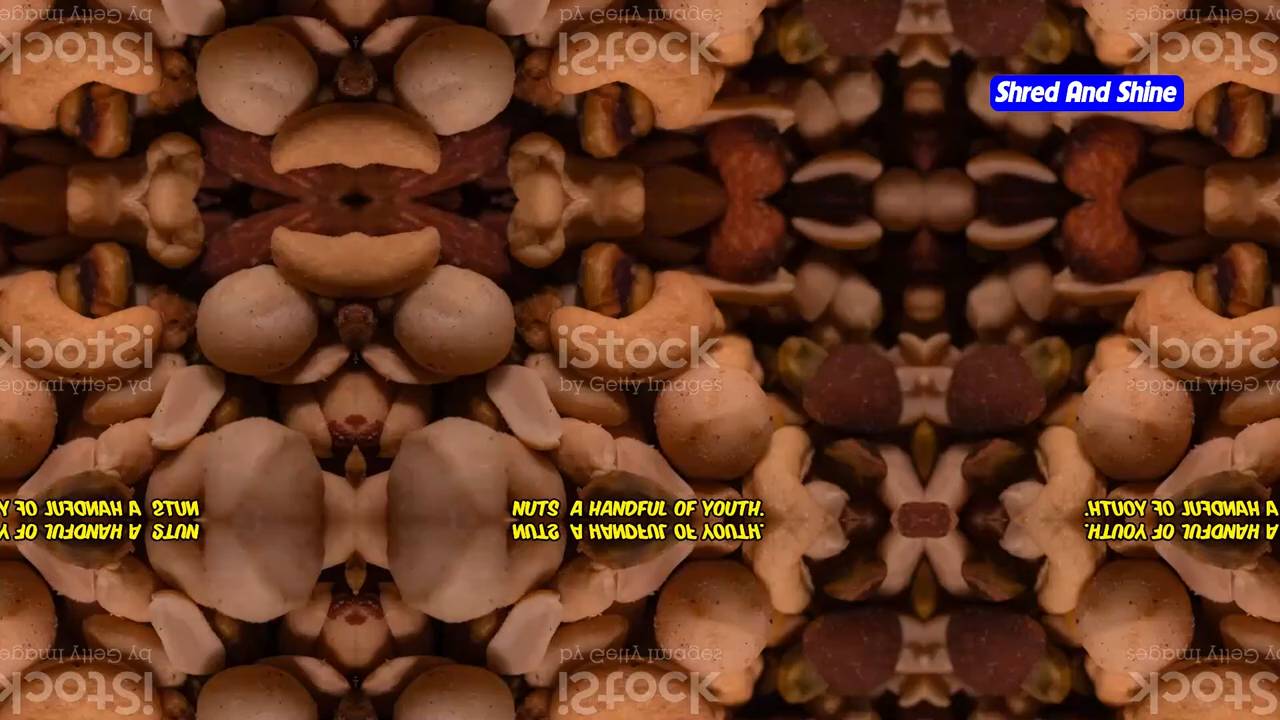 Shred And Shine
iStock
by Getty Images
NUTS A HANDFUL OF YOUTH.